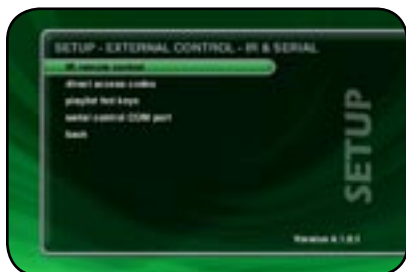 SETUP - EXTERNAL CONTROL - IR & SERIAL
IR remote control
direct access codes
playlist hot keys
serial control COM port
back
SETUP